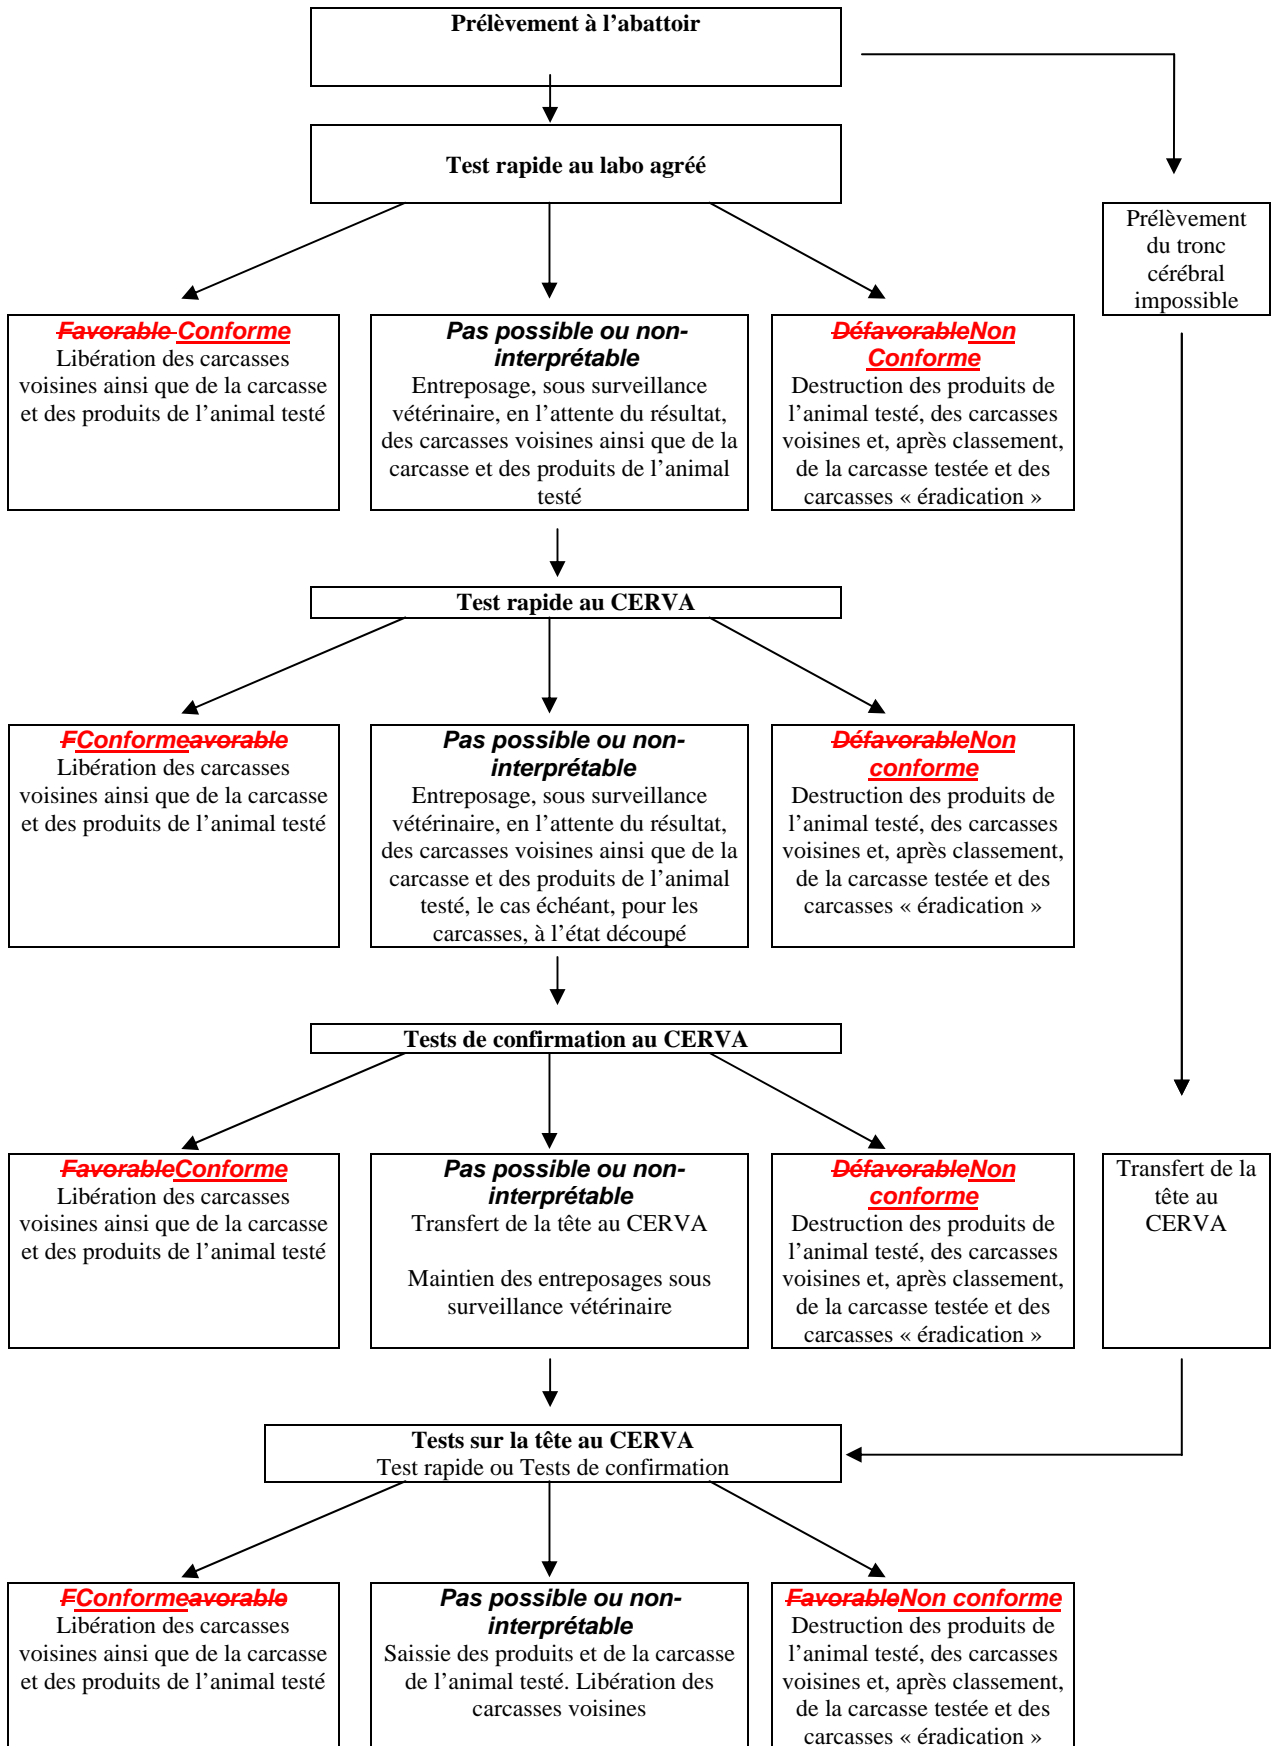 Prélèvement à l’abattoir
Test rapide au labo agréé
Prélèvement
du tronc
cérébral
impossible
Favorable Conforme
Libération des carcasses
voisines ainsi que de la carcasse
et des produits de l’animal testé
Pas possible ou non-
interprétable
Entreposage, sous surveillance
vétérinaire, en l’attente du résultat,
des carcasses voisines ainsi que de la
carcasse et des produits de l’animal
testé
DéfavorableNon
Conforme
Destruction des produits de
l’animal testé, des carcasses
voisines et, après classement,
de la carcasse testée et des
carcasses « éradication »
Test rapide au CERVA
FConformeavorable
Libération des carcasses
voisines ainsi que de la carcasse
et des produits de l’animal testé
Pas possible ou non-
interprétable
Entreposage, sous surveillance
vétérinaire, en l’attente du résultat,
des carcasses voisines ainsi que de la
carcasse et des produits de l’animal
testé, le cas échéant, pour les
carcasses, à l’état découpé
DéfavorableNon
conforme
Destruction des produits de
l’animal testé, des carcasses
voisines et, après classement,
de la carcasse testée et des
carcasses « éradication »
Tests de confirmation au CERVA
FavorableConforme
Libération des carcasses
voisines ainsi que de la carcasse
et des produits de l’animal testé
Pas possible ou non-
interprétable
Transfert de la tête au CERVA
Maintien des entreposages sous
surveillance vétérinaire
DéfavorableNon
conforme
Destruction des produits de
l’animal testé, des carcasses
voisines et, après classement,
de la carcasse testée et des
carcasses « éradication »
Transfert de la
tête au
CERVA
Tests sur la tête au CERVA
Test rapide ou Tests de confirmation
FConformeavorable
Libération des carcasses
voisines ainsi que de la carcasse
et des produits de l’animal testé
Pas possible ou non-
interprétable
Saissie des produits et de la carcasse
de l’animal testé. Libération des
carcasses voisines
FavorableNon conforme
Destruction des produits de
l’animal testé, des carcasses
voisines et, après classement,
de la carcasse testée et des
carcasses « éradication »